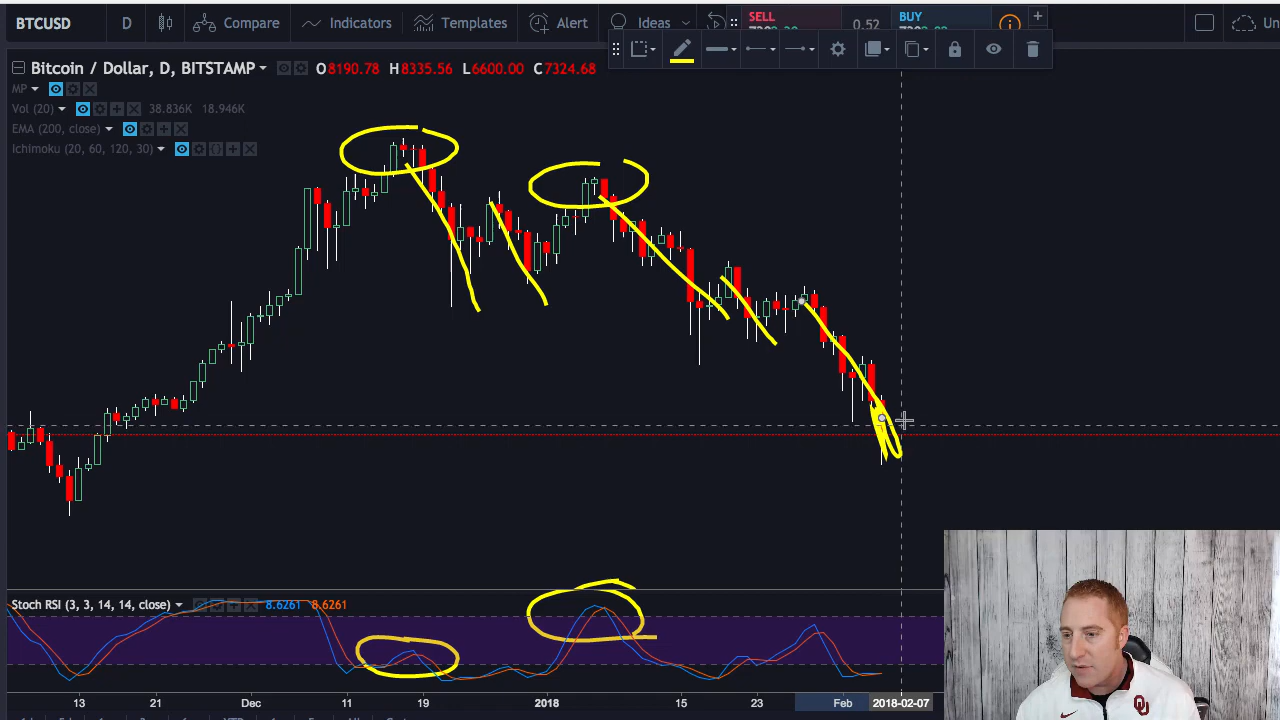 BTCUSD D Compare Indicators Templates Alert Ideas SELL 0.52 BUY
Bitcoin / Dollar, D, BITSTAMP O8190.78 H8335.56 L6600.00 C7324.68
MP
Vol (20) 38.836K 18.946K
EMA (200, close)
Ichimoku (20, 60, 120, 30)
Stoch RSI (3, 3, 14, 14, close) 8.6261 8.6261
13 21 Dec 11 19 2018 15 23 Feb 2018-02-07